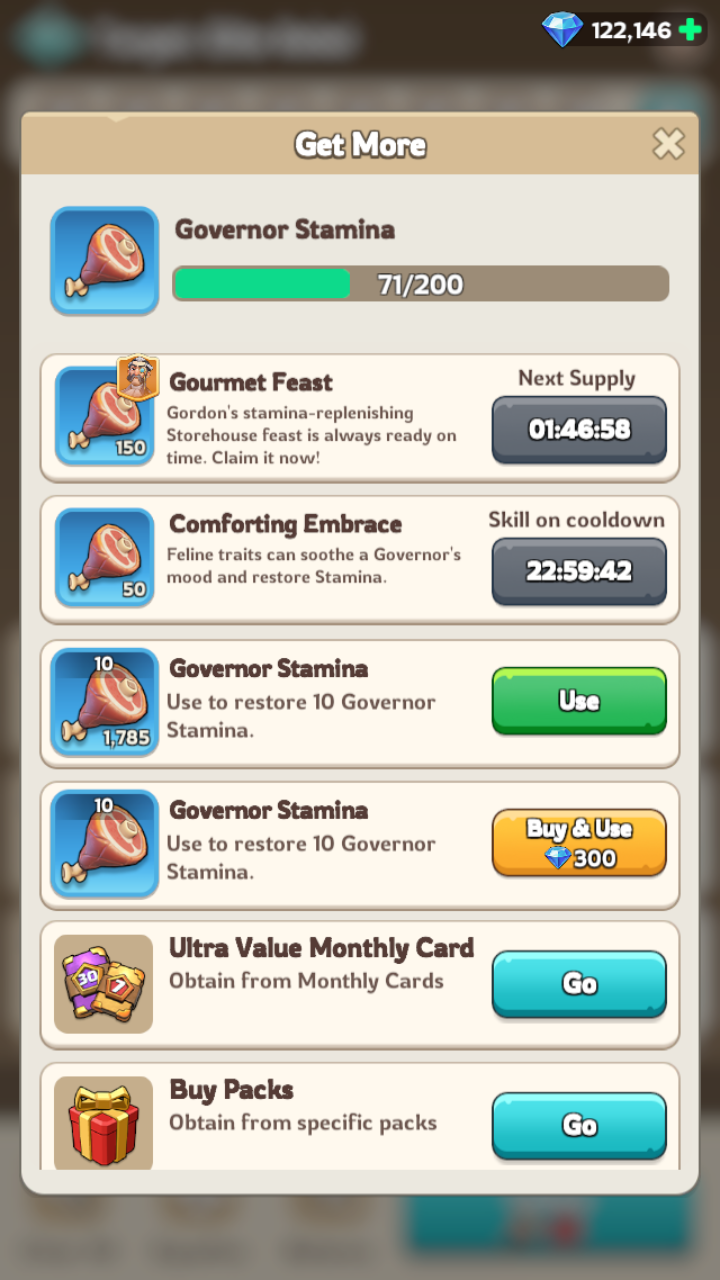 122,146
Get More
Governor Stamina
71/200
Gourmet Feast
Gordon's stamina-replenishing
Storehouse feast is always ready on
time. Claim it now!
150
Next Supply
01:46:58
Comforting Embrace
Feline traits can soothe a Governor's
mood and restore Stamina.
50
Skill on cooldown
22:59:42
10
1,785
Governor Stamina
Use to restore 10 Governor
Stamina.
Use
10
Governor Stamina
Use to restore 10 Governor
Stamina.
Buy & Use
300
30
7
Ultra Value Monthly Card
Obtain from Monthly Cards
Go
Buy Packs
Obtain from specific packs
Go